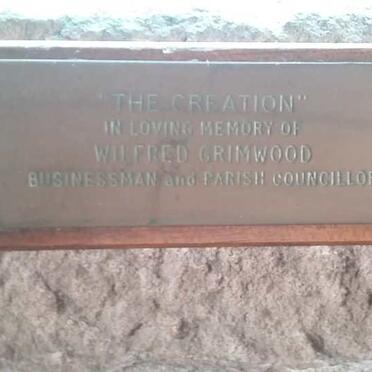 "THE CREATION"
IN LOVING MEMORY OF
WILFRED GRIMWOOD
BUSINESSMAN and PARISH COUNCILLOR